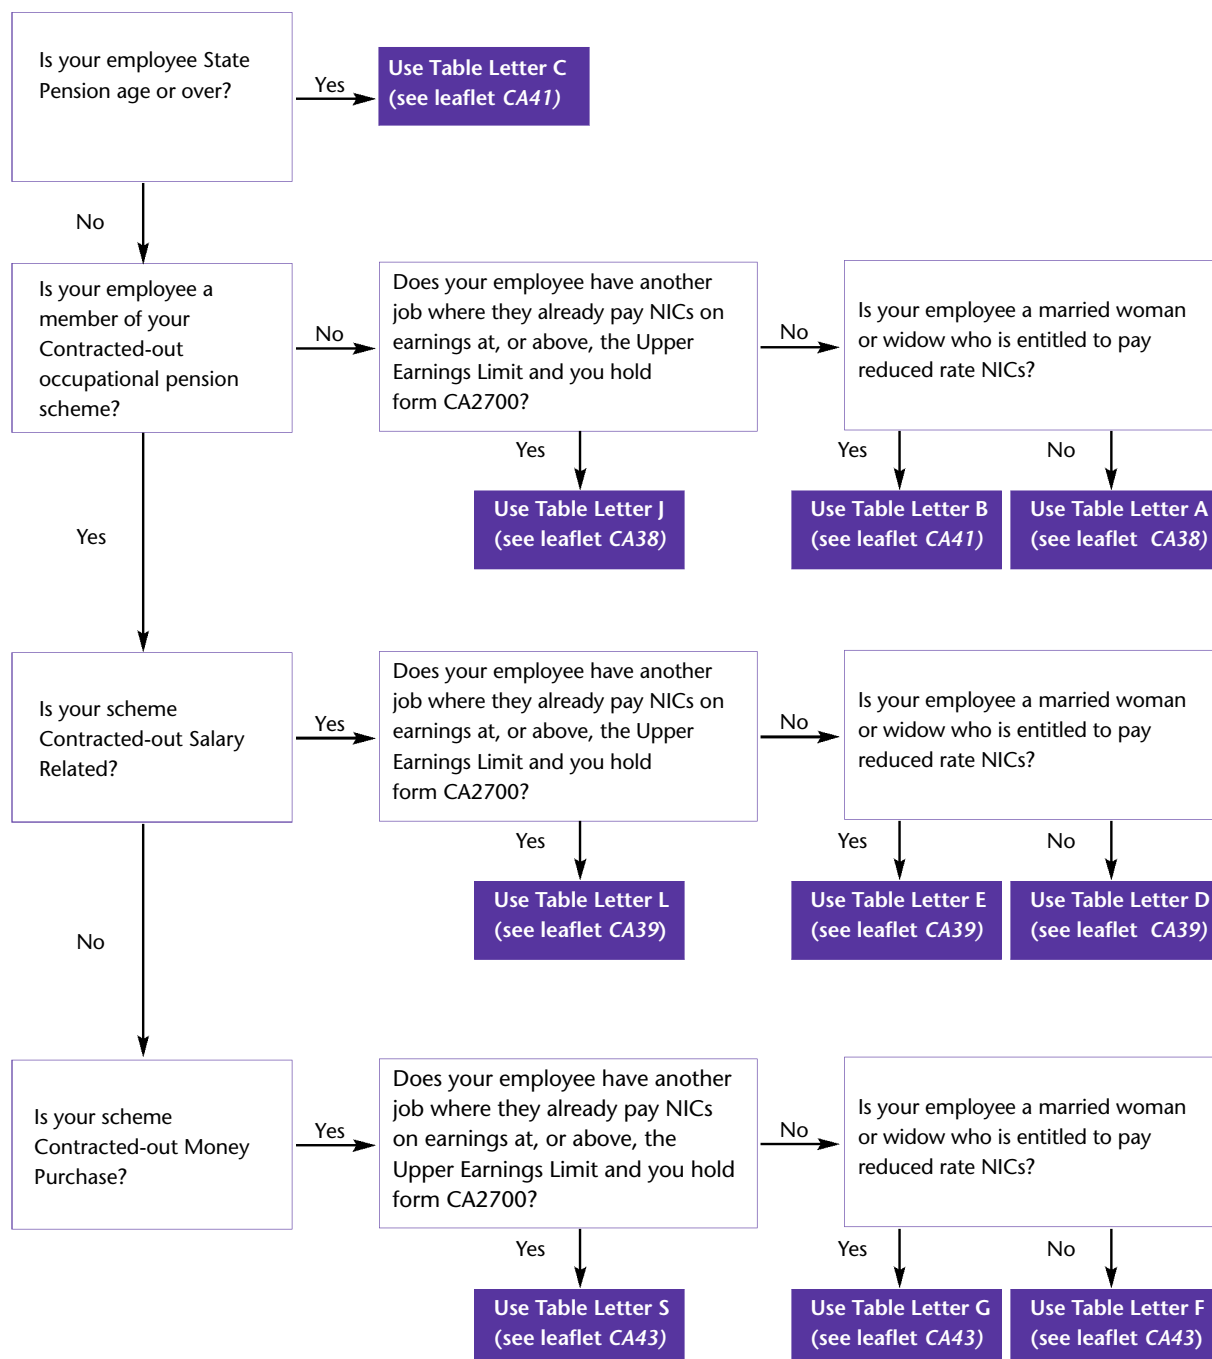 Is your employee State
Pension age or over?
Yes
Use Table Letter C
(see leaflet CA41)
No
Is your employee a
member of your
Contracted-out
occupational pension
scheme?
No
Does your employee have another
job where they already pay NICs on
earnings at, or above, the Upper
Earnings Limit and you hold
form CA2700?
No
Is your employee a married woman
or widow who is entitled to pay
reduced rate NICs?
Yes
Yes
No
Use Table Letter J
(see leaflet CA38)
Use Table Letter B
(see leaflet CA41)
Use Table Letter A
(see leaflet CA38)
Yes
Is your scheme
Contracted-out Salary
Related?
Yes
Does your employee have another
job where they already pay NICs on
earnings at, or above, the Upper
Earnings Limit and you hold
form CA2700?
No
Is your employee a married woman
or widow who is entitled to pay
reduced rate NICs?
Yes
Yes
No
Use Table Letter L
(see leaflet CA39)
Use Table Letter E
(see leaflet CA39)
Use Table Letter D
(see leaflet CA39)
No
Is your scheme
Contracted-out Money
Purchase?
Yes
Does your employee have another
job where they already pay NICs
on earnings at, or above, the
Upper Earnings Limit and you hold
form CA2700?
No
Is your employee a married woman
or widow who is entitled to pay
reduced rate NICs?
Yes
Yes
No
Use Table Letter S
(see leaflet CA43)
Use Table Letter G
(see leaflet CA43)
Use Table Letter F
(see leaflet CA43)